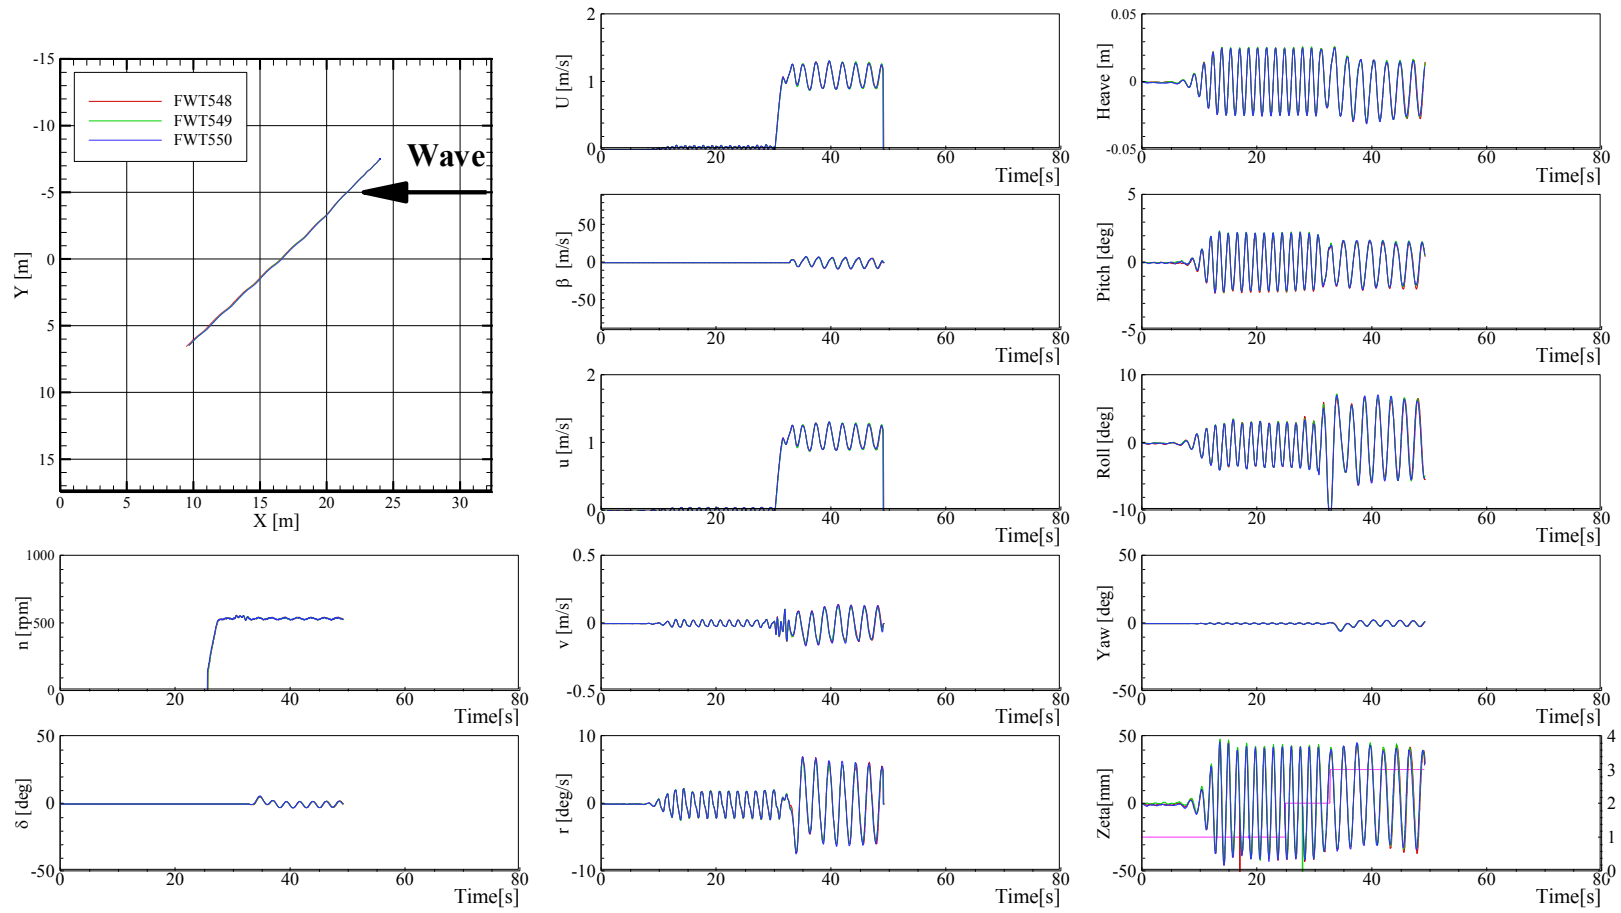 -15
-10
-5
0
5
10
15
Y [m]
FWT548
FWT549
FWT550
Wave
0 5 10 15 20 25 30
X [m]
2
1
0
U [m/s]
0 20 40 60 80
Time[s]
0.05
0
-0.05
Heave [m]
0 20 40 60 80
Time[s]
50
0
-50
β [m/s]
0 20 40 60 80
Time[s]
5
0
-5
Pitch [deg]
0 20 40 60 80
Time[s]
2
1
0
u [m/s]
0 20 40 60 80
Time[s]
10
0
-10
Roll [deg]
0 20 40 60 80
Time[s]
1000
500
0
n [rpm]
0 20 40 60 80
Time[s]
0.5
0
-0.5
v [m/s]
0 20 40 60 80
Time[s]
50
0
-50
Yaw [deg]
0 20 40 60 80
Time[s]
50
0
-50
δ [deg]
0 20 40 60 80
Time[s]
10
0
-10
r [deg/s]
0 20 40 60 80
Time[s]
50
0
-50
Zeta[mm]
4
3
2
1
0
0 20 40 60 80
Time[s]